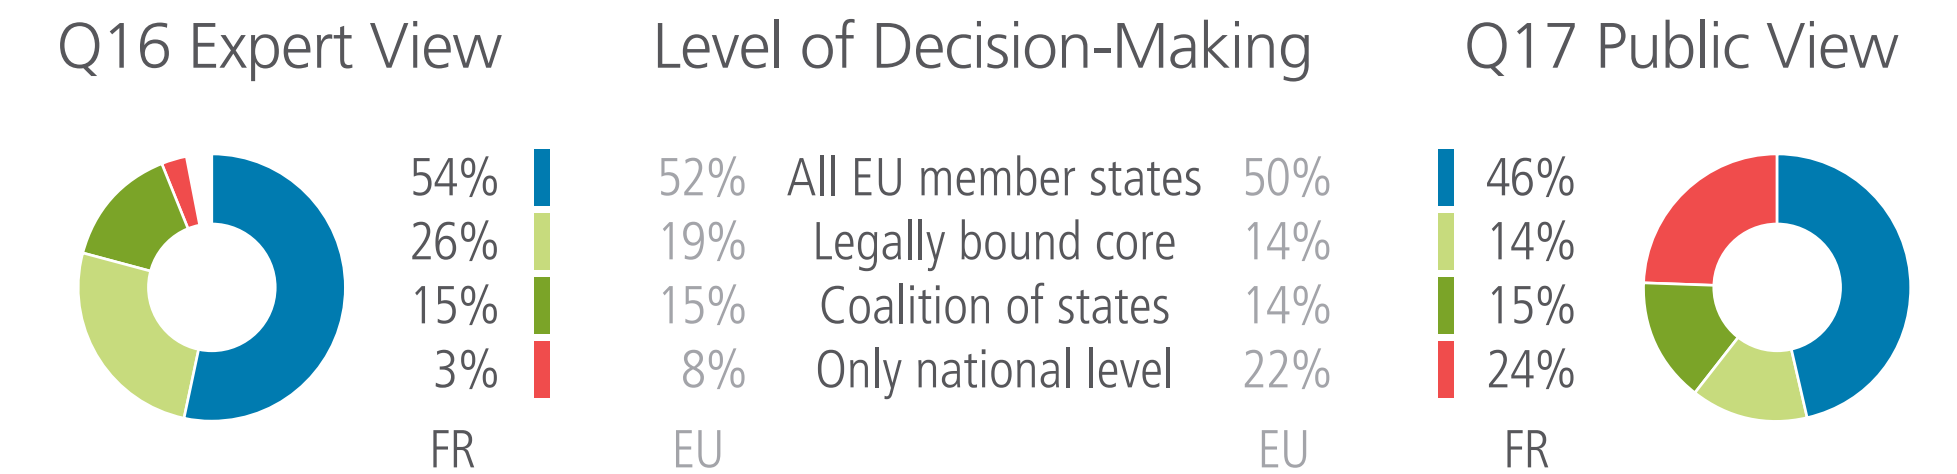 Q16 Expert View Level of Decision-Making Q17 Public View
54% 52% All EU member states 50% 46%
26% 19% Legally bound core 14% 14%
15% 15% Coalition of states 14% 15%
3% 8% Only national level 22% 24%
FR EU EU FR